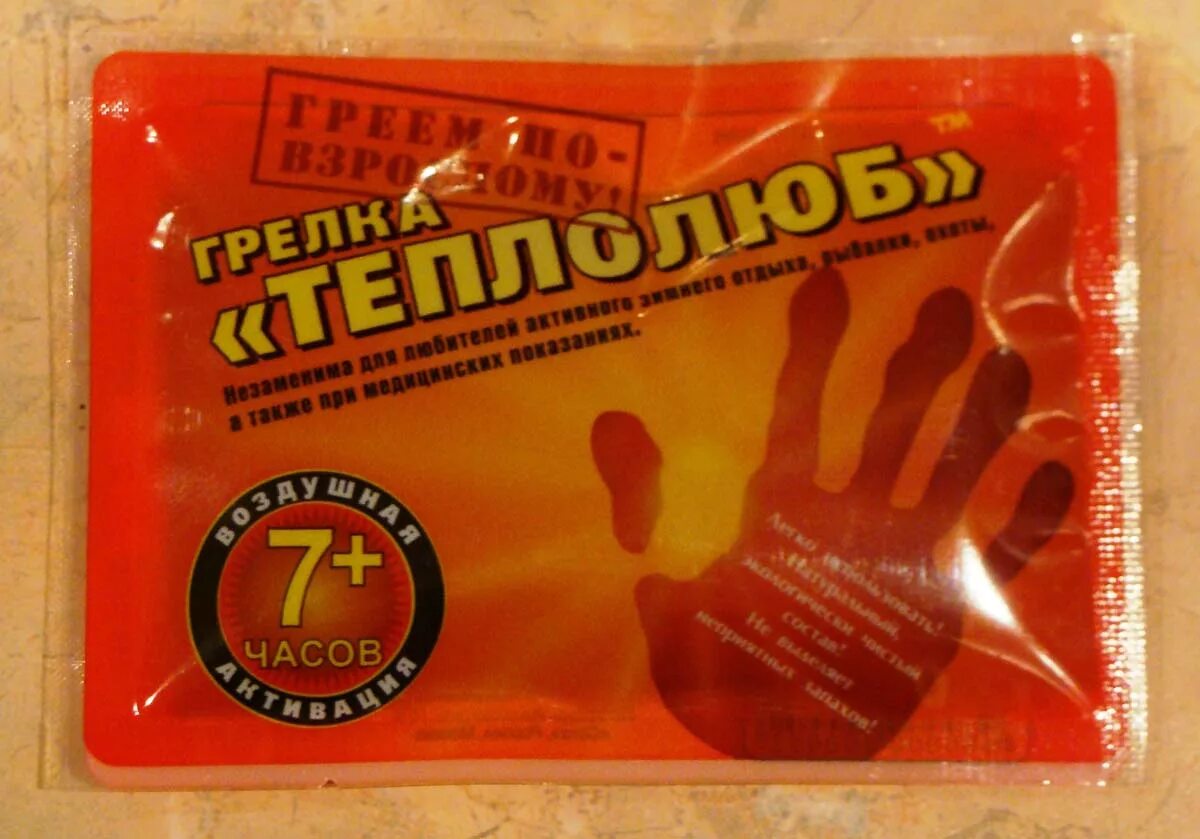 ГРЕЕМ ПО-
ВЗРОСЛОМУ!
ГРЕЛКА
«ТЕПЛОЛЮБ»™
Незаменима для любителей активного зимнего отдыха, рыбалки, охоты,
а также при медицинских показаниях.
ВОЗДУШНАЯ
7+
ЧАСОВ
АКТИВАЦИЯ
Легко использовать!
Натуральный,
экологически чистый
состав!
Не выделяет
неприятных запахов!